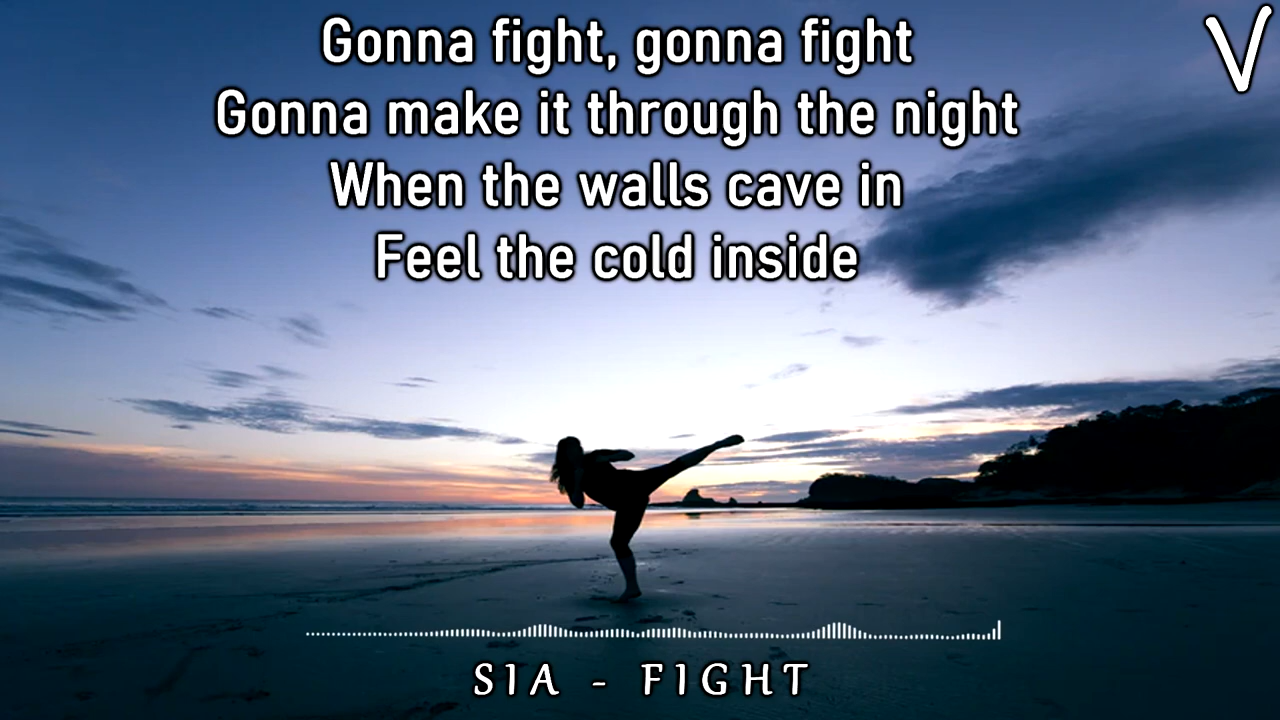 Gonna fight, gonna fight
Gonna make it through the night
When the walls cave in
Feel the cold inside
V
SIA - FIGHT